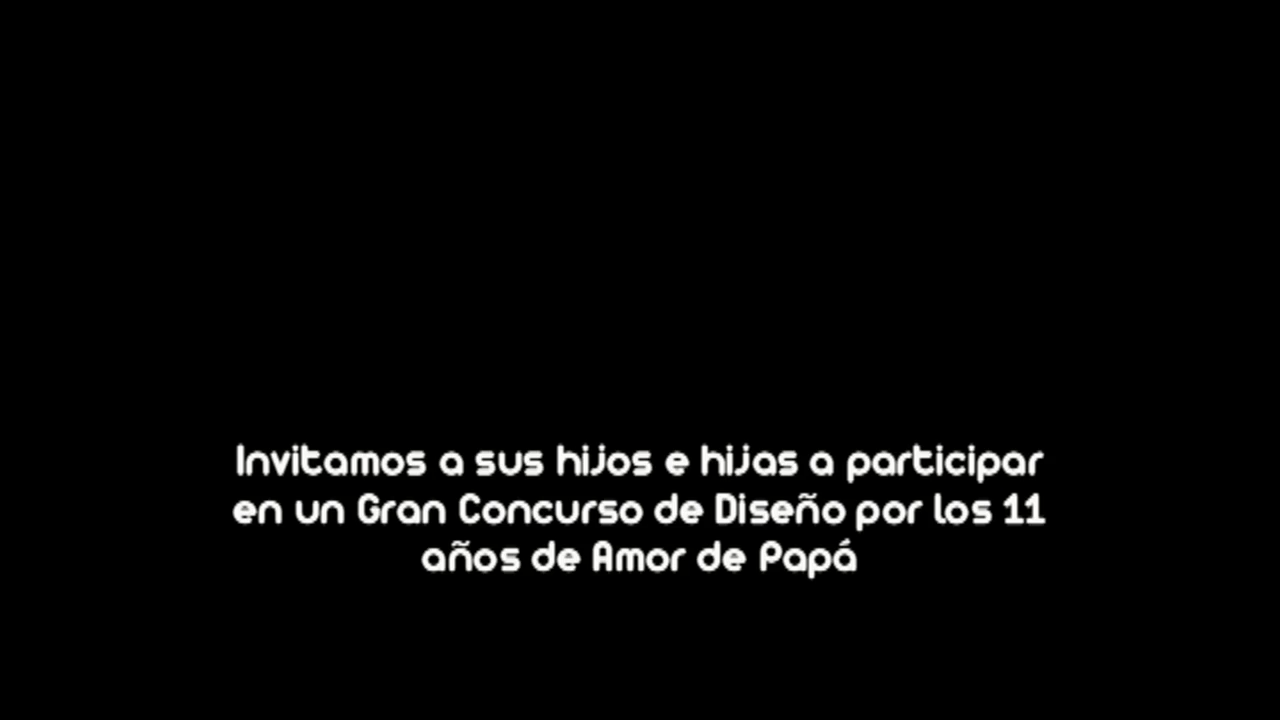 Invitamos a sus hijos e hijas a participar
en un Gran Concurso de Diseño por los 11
años de Amor de Papá